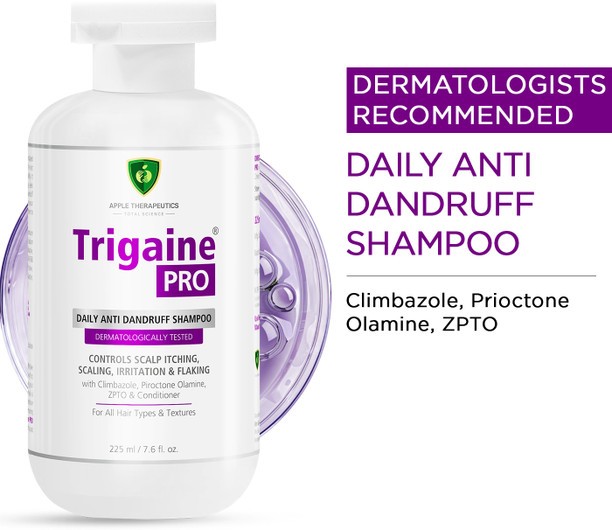 APPLE THERAPEUTICS
TOTAL SCIENCE
Trigaine®
PRO
DAILY ANTI DANDRUFF SHAMPOO
DERMATOLOGICALLY TESTED
CONTROLS SCALP ITCHING,
SCALING, IRRITATION & FLAKING
with Climbazole, Piroctone Olamine,
ZPTO & Conditioner
For All Hair Types & Textures
225 ml / 7.6 fl. oz.
DERMATOLOGISTS
RECOMMENDED
DAILY ANTI
DANDRUFF
SHAMPOO
Climbazole, Prioctone
Olamine, ZPTO